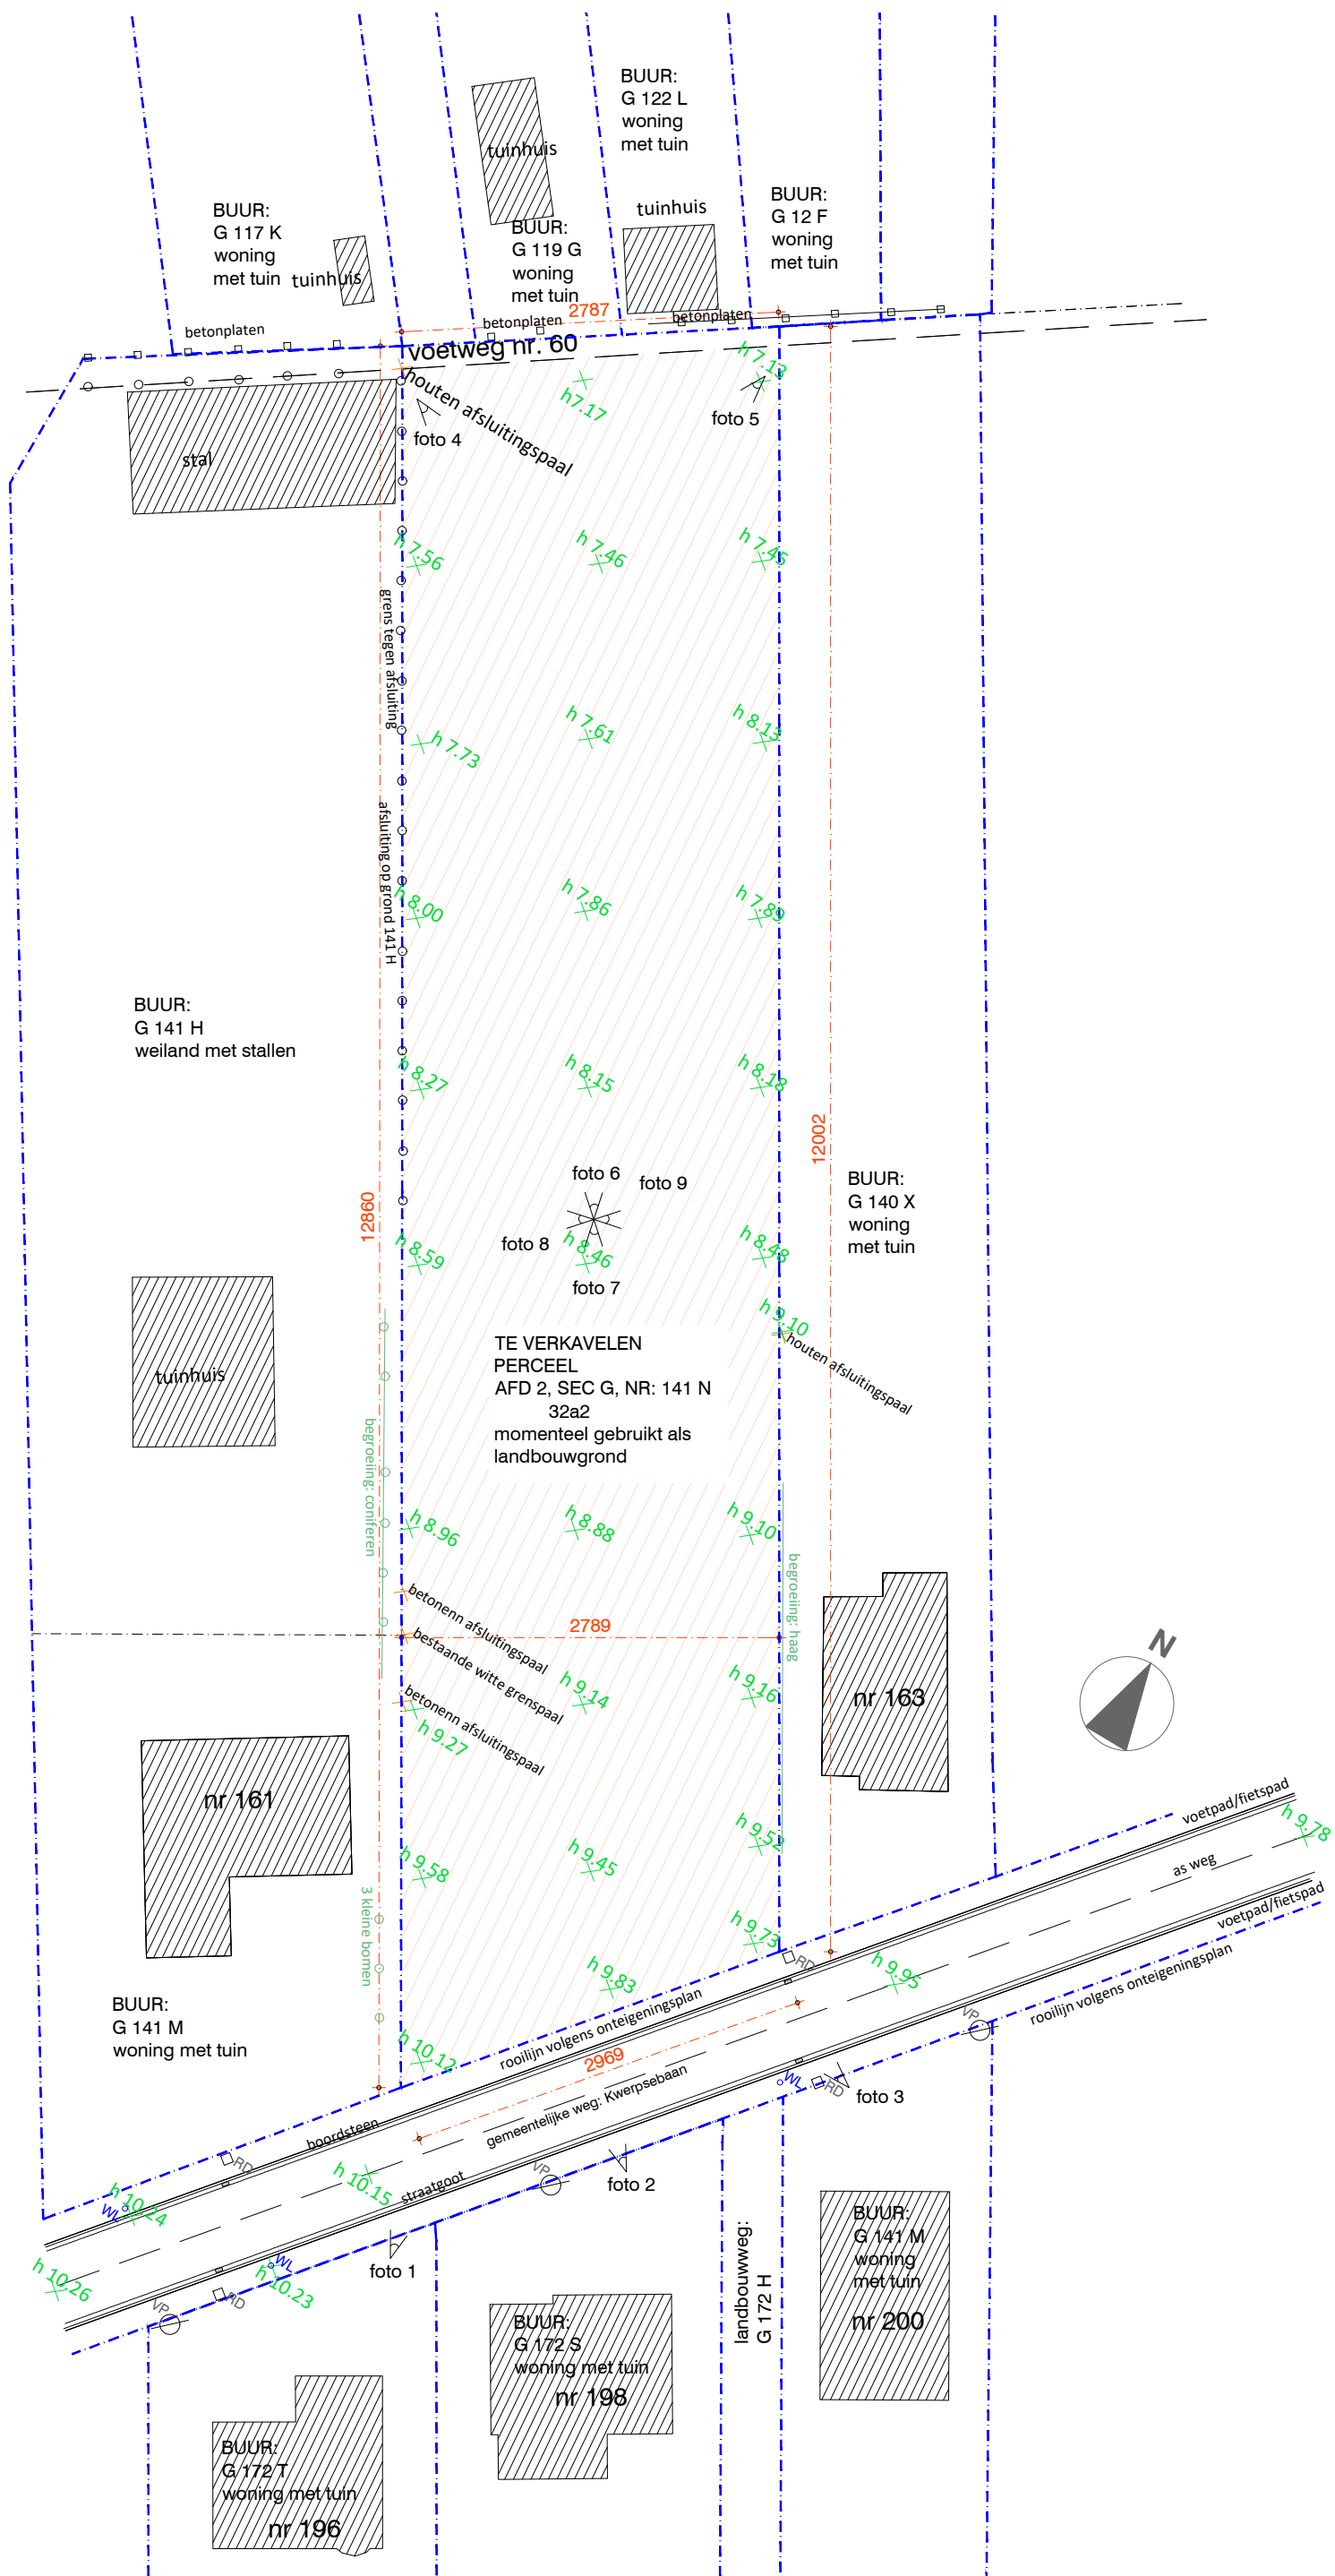 BUUR:
G 122 L
woning
met tuin
tuinhuis
BUUR:
G 117 K
woning
met tuin
tuinhuis
BUUR:
G 119 G
woning
met tuin
tuinhuis
BUUR:
G 12 F
woning
met tuin
betonplaten
betonplaten
2787
betonplaten
voetweg nr. 60
houten afsluitingspaal
h 7.13
h7.17
foto 4
foto 5
stal
h 7.56
h 7.46
h 7.45
grens tegen afsluiting
h 7.73
h 7.61
h 8.13
afsluiting op grond 141 H
h 8.00
h 7.86
h 7.89
BUUR:
G 141 H
weiland met stallen
h 8.27
h 8.15
h 8.18
12002
12860
foto 6
foto 9
foto 8
foto 7
BUUR:
G 140 X
woning
met tuin
h 8.59
h 8.46
h 8.48
h 9.10
houten afsluitingspaal
tuinhuis
TE VERKAVELEN
PERCEEL
AFD 2, SEC G, NR: 141 N
32a2
momenteel gebruikt als
landbouwgrond
begroeiing: coniferen
h 8.96
h 8.88
h 9.10
begroeiing: haag
betonenn afsluitingspaal
2789
bestaande witte grenspaal
betonenn afsluitingspaal
h 9.27
h 9.14
h 9.16
nr 163
N
nr 161
h 9.58
h 9.45
h 9.52
voetpad/fietspad
h 9.78
as weg
voetpad/fietspad
3 kleine bomen
h 9.73
RD
h 9.95
h 9.83
rooilijn volgens onteigeningsplan
rooilijn volgens onteigeningsplan
VP
BUUR:
G 141 M
woning met tuin
h 10.12
2969
gemeentelijke weg: Kwerpsebaan
WL
RD
foto 3
boordsteen
RD
h 10.15
straatgoot
VP
foto 2
h 10.24
WL
h 10.26
WL
h 10.23
RD
VP
foto 1
landbouwweg:
G 172 H
BUUR:
G 141 M
woning
met tuin
nr 200
BUUR:
G 172 S
woning met tuin
nr 198
BUUR:
G 172 T
woning met tuin
nr 196